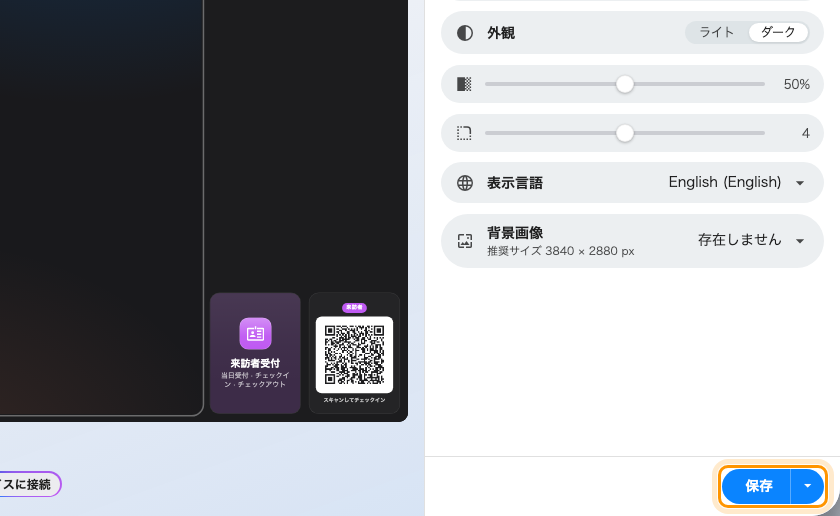 外観
ライト
ダーク
50%
4
表示言語
English (English)
背景画像
推奨サイズ 3840 × 2880 px
存在しません
来訪者受付
当日受付・チェックイ
ン・チェックアウト
来訪者
スキャンしてチェックイン
イスに接続
保存